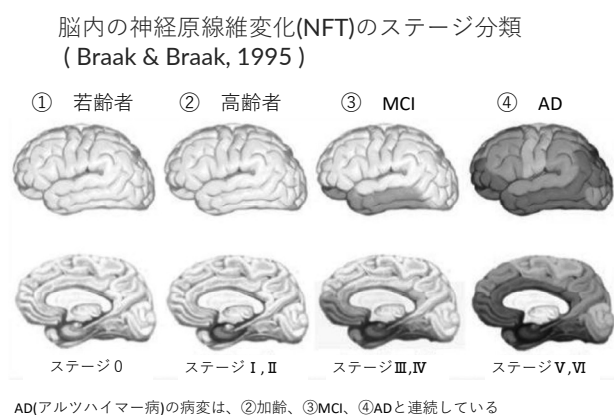 脳内の神経原線維変化(NFT)のステージ分類
( Braak & Braak, 1995 )
① 若齢者 ② 高齢者 ③ MCI ④ AD
ステージ0 ステージⅠ,Ⅱ ステージⅢ,Ⅳ ステージⅤ,Ⅵ
AD(アルツハイマー病)の病変は、②加齢、③MCI、④ADと連続している